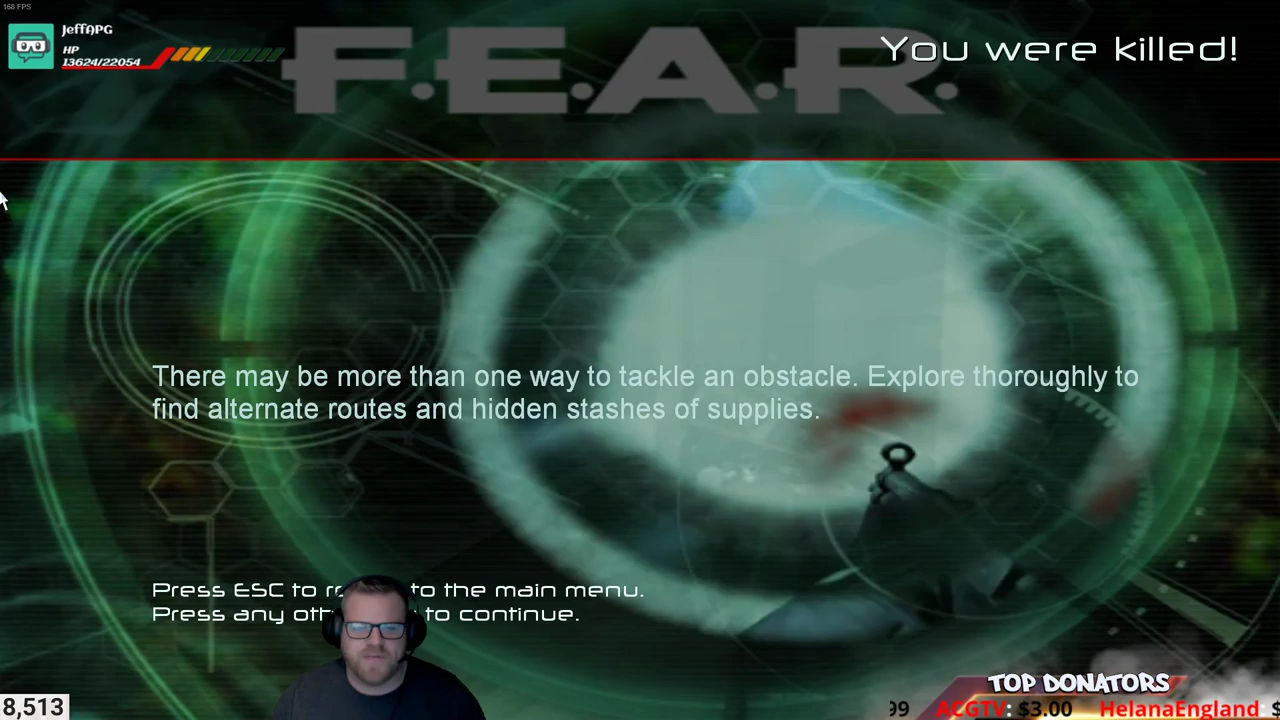 168 FPS
JeffAPG
HP
13624/22054
F.E.A.R.
You were killed!
There may be more than one way to tackle an obstacle. Explore thoroughly to
find alternate routes and hidden stashes of supplies.
Press ESC to to the main menu.
Press any to continue.
8,513
TOP DONATORS
99 ACGTV: $3.00 HelanaEngland: $